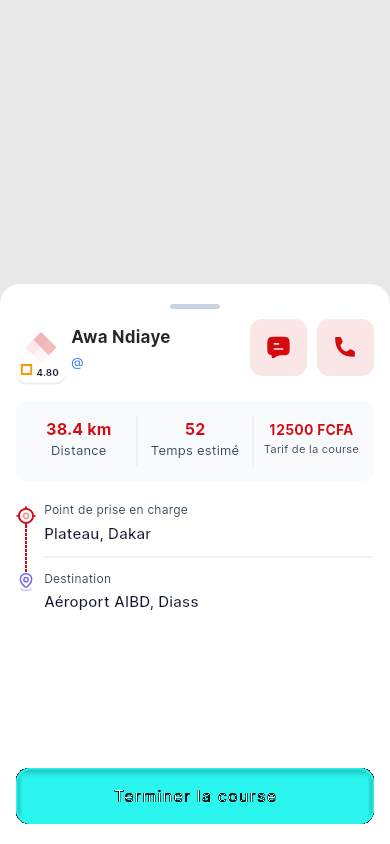 Awa Ndiaye
@
4.80
38.4 km
Distance
52
Temps estimé
12500 FCFA
Tarif de la course
Point de prise en charge
Plateau, Dakar
Destination
Aéroport AIBD, Diass
Terminer la course